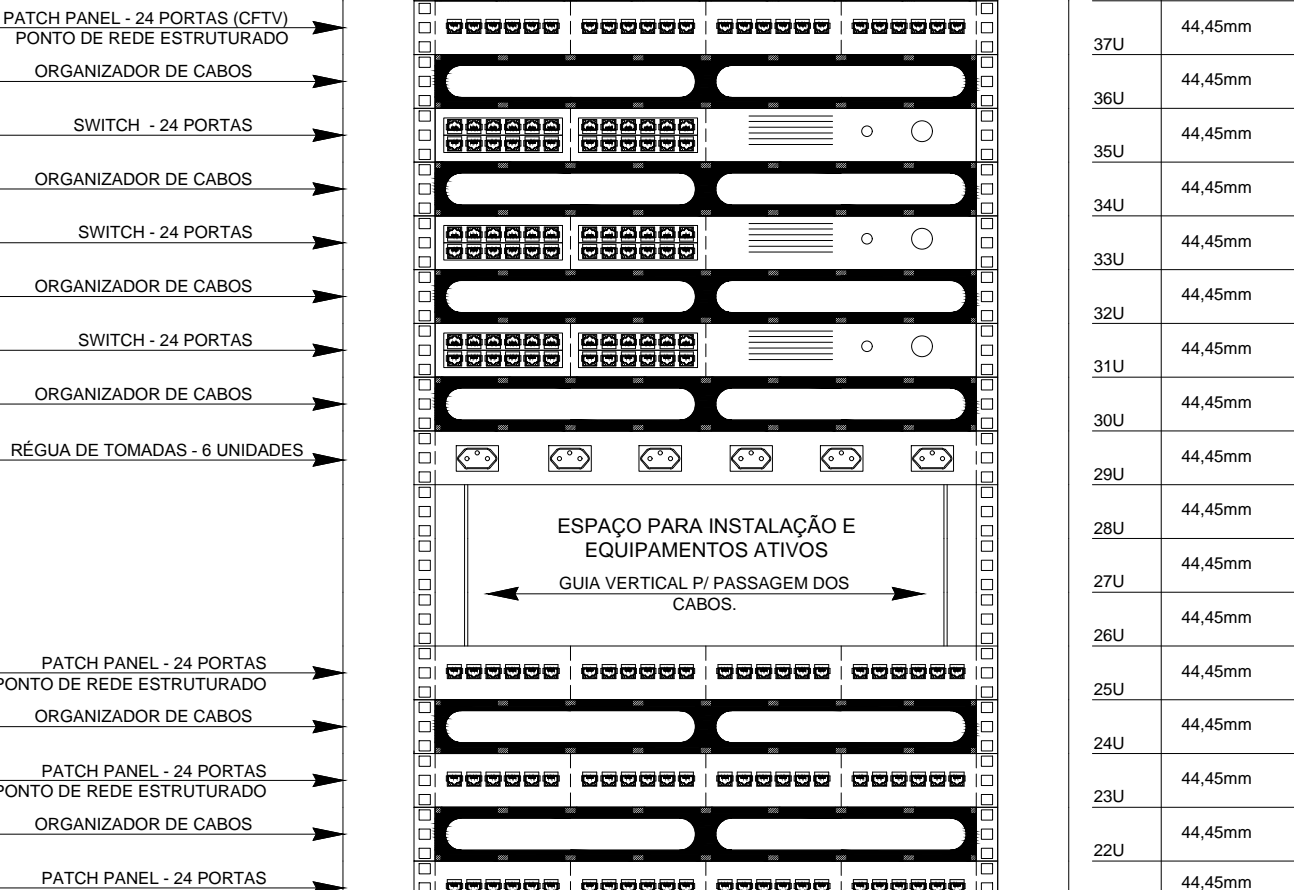 PATCH PANEL - 24 PORTAS (CFTV)
PONTO DE REDE ESTRUTURADO
44,45mm
37U
ORGANIZADOR DE CABOS
44,45mm
36U
SWITCH - 24 PORTAS
44,45mm
35U
ORGANIZADOR DE CABOS
44,45mm
34U
SWITCH - 24 PORTAS
44,45mm
33U
ORGANIZADOR DE CABOS
44,45mm
32U
SWITCH - 24 PORTAS
44,45mm
31U
ORGANIZADOR DE CABOS
44,45mm
30U
RÉGUA DE TOMADAS - 6 UNIDADES
44,45mm
29U
ESPAÇO PARA INSTALAÇÃO E
EQUIPAMENTOS ATIVOS
GUIA VERTICAL P/ PASSAGEM DOS
CABOS.
44,45mm
28U
44,45mm
27U
44,45mm
26U
PATCH PANEL - 24 PORTAS
PONTO DE REDE ESTRUTURADO
44,45mm
25U
ORGANIZADOR DE CABOS
44,45mm
24U
PATCH PANEL - 24 PORTAS
PONTO DE REDE ESTRUTURADO
44,45mm
23U
ORGANIZADOR DE CABOS
44,45mm
22U
PATCH PANEL - 24 PORTAS
44,45mm